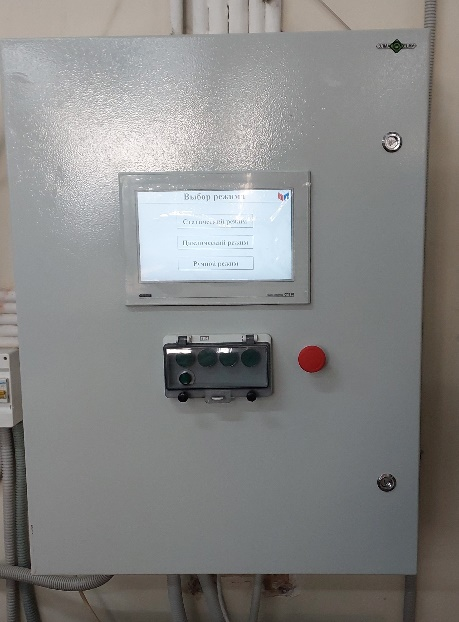 Выбор режима
Статический режим
Циклический режим
Ручной режим